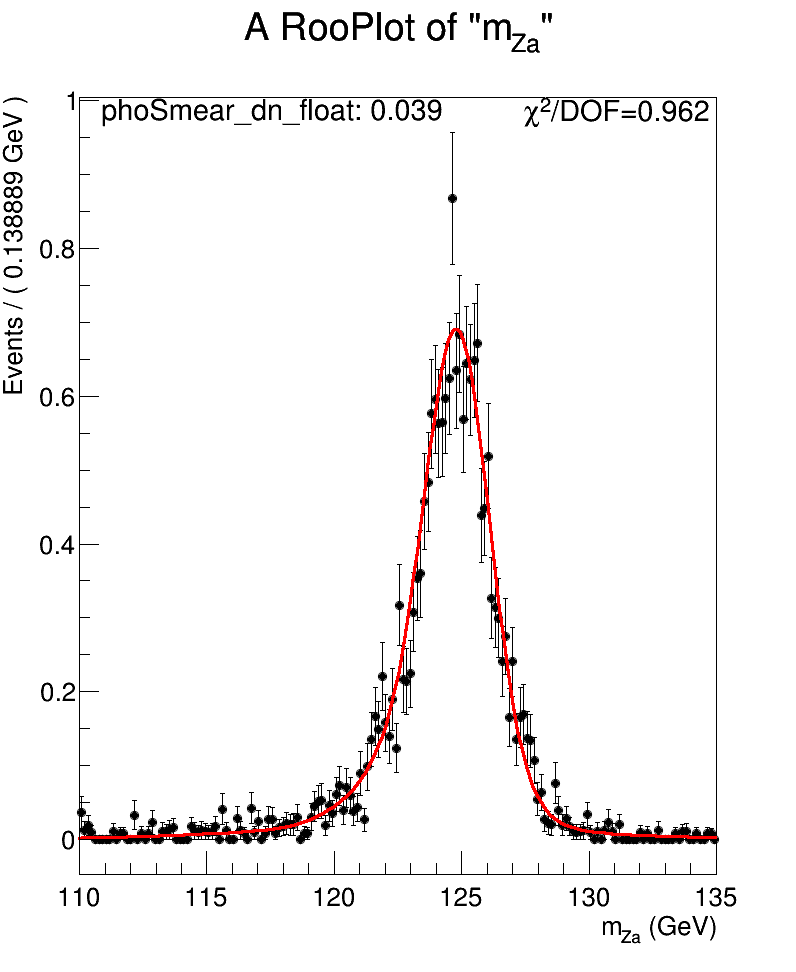 A RooPlot of "m_Za"
phoSmear_dn_float: 0.039
χ²/DOF=0.962
Events / ( 0.138889 GeV )
1
0.8
0.6
0.4
0.2
0
110 115 120 125 130 135
m_Za (GeV)